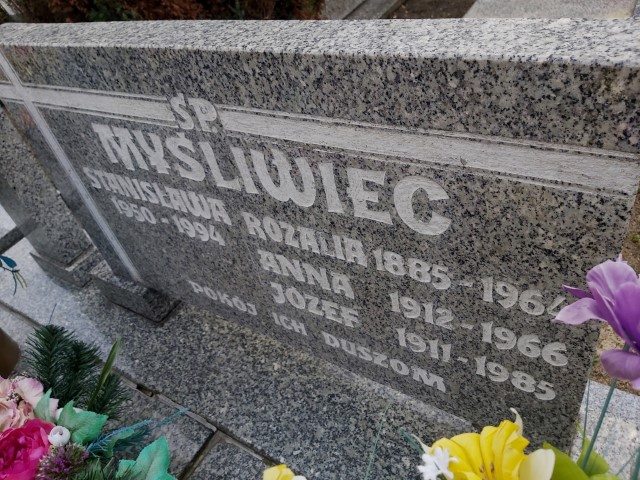 ŚP.
MYŚLIWIEC
STANISŁAWA
1950 - 1994
ROZALIA 1885 - 1964
ANNA 1912 - 1966
JÓZEF 1911 - 1985
POKÓJ ICH DUSZOM